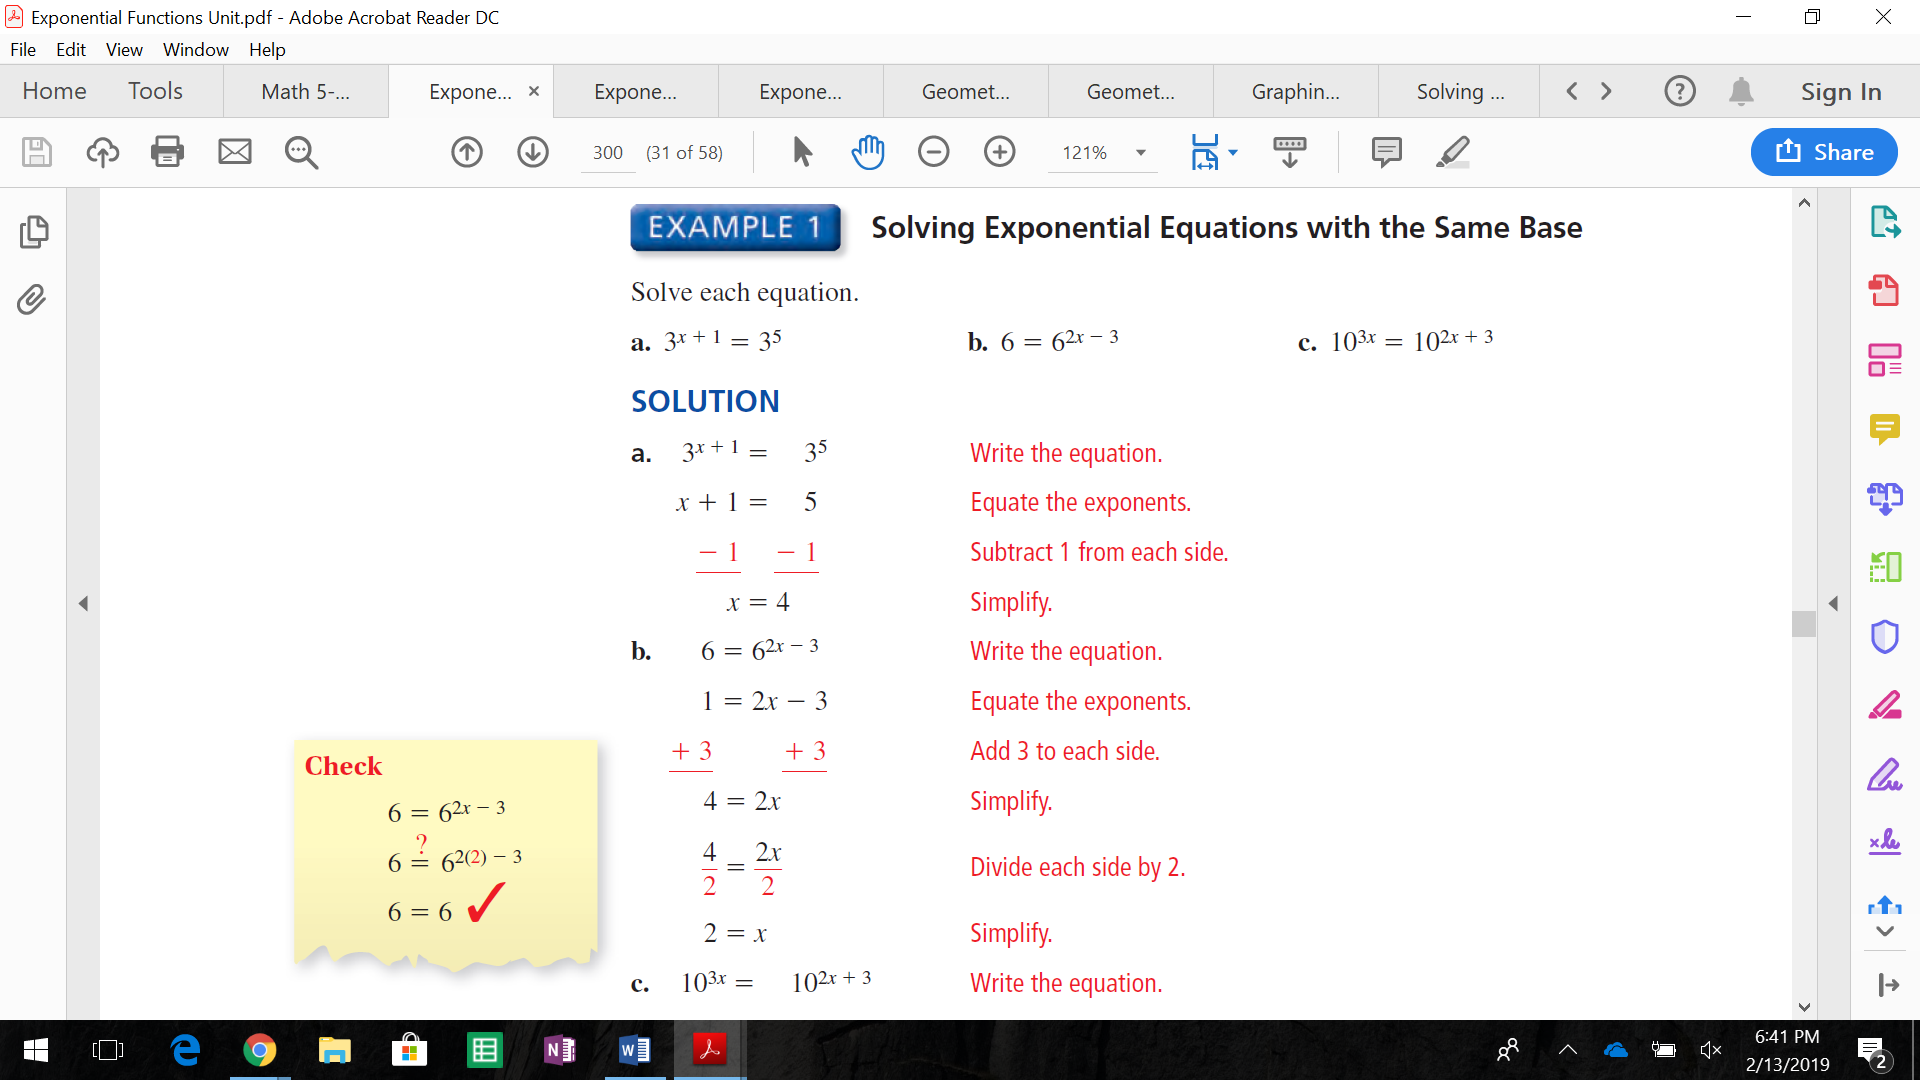 Exponential Functions Unit.pdf - Adobe Acrobat Reader DC
File Edit View Window Help
Home Tools Math 5-... Expone... × Expone... Expone... Geomet... Geomet... Graphin... Solving ... Sign In
300 (31 of 58) 121% Share
EXAMPLE 1 Solving Exponential Equations with the Same Base
Solve each equation.
a. 3^(x + 1) = 3^5 b. 6 = 6^(2x − 3) c. 10^(3x) = 10^(2x + 3)
SOLUTION
a. 3^(x + 1) = 3^5 Write the equation.
x + 1 = 5 Equate the exponents.
− 1 − 1 Subtract 1 from each side.
x = 4 Simplify.
b. 6 = 6^(2x − 3) Write the equation.
1 = 2x − 3 Equate the exponents.
+ 3 + 3 Add 3 to each side.
4 = 2x Simplify.
4/2 = 2x/2 Divide each side by 2.
2 = x Simplify.
c. 10^(3x) = 10^(2x + 3) Write the equation.
Check
6 = 6^(2x − 3)
?
6 = 6^(2(2) − 3)
6 = 6 ✓
6:41 PM
2/13/2019
2